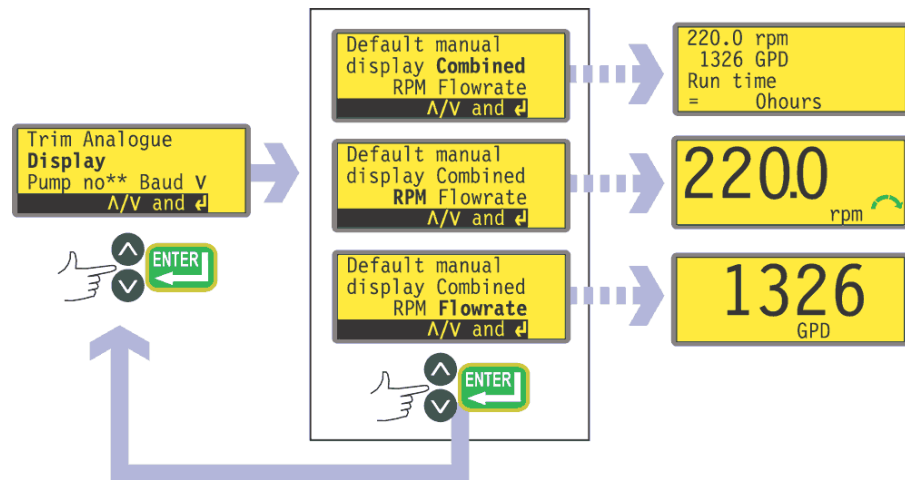 Trim Analogue
Display
Pump no** Baud V
Λ/V and ↲
ENTER
Default manual
display Combined
RPM Flowrate
Λ/V and ↲
Default manual
display Combined
RPM Flowrate
Λ/V and ↲
Default manual
display Combined
RPM Flowrate
Λ/V and ↲
ENTER
220.0 rpm
1326 GPD
Run time
= 0hours
220.0
rpm
1326
GPD